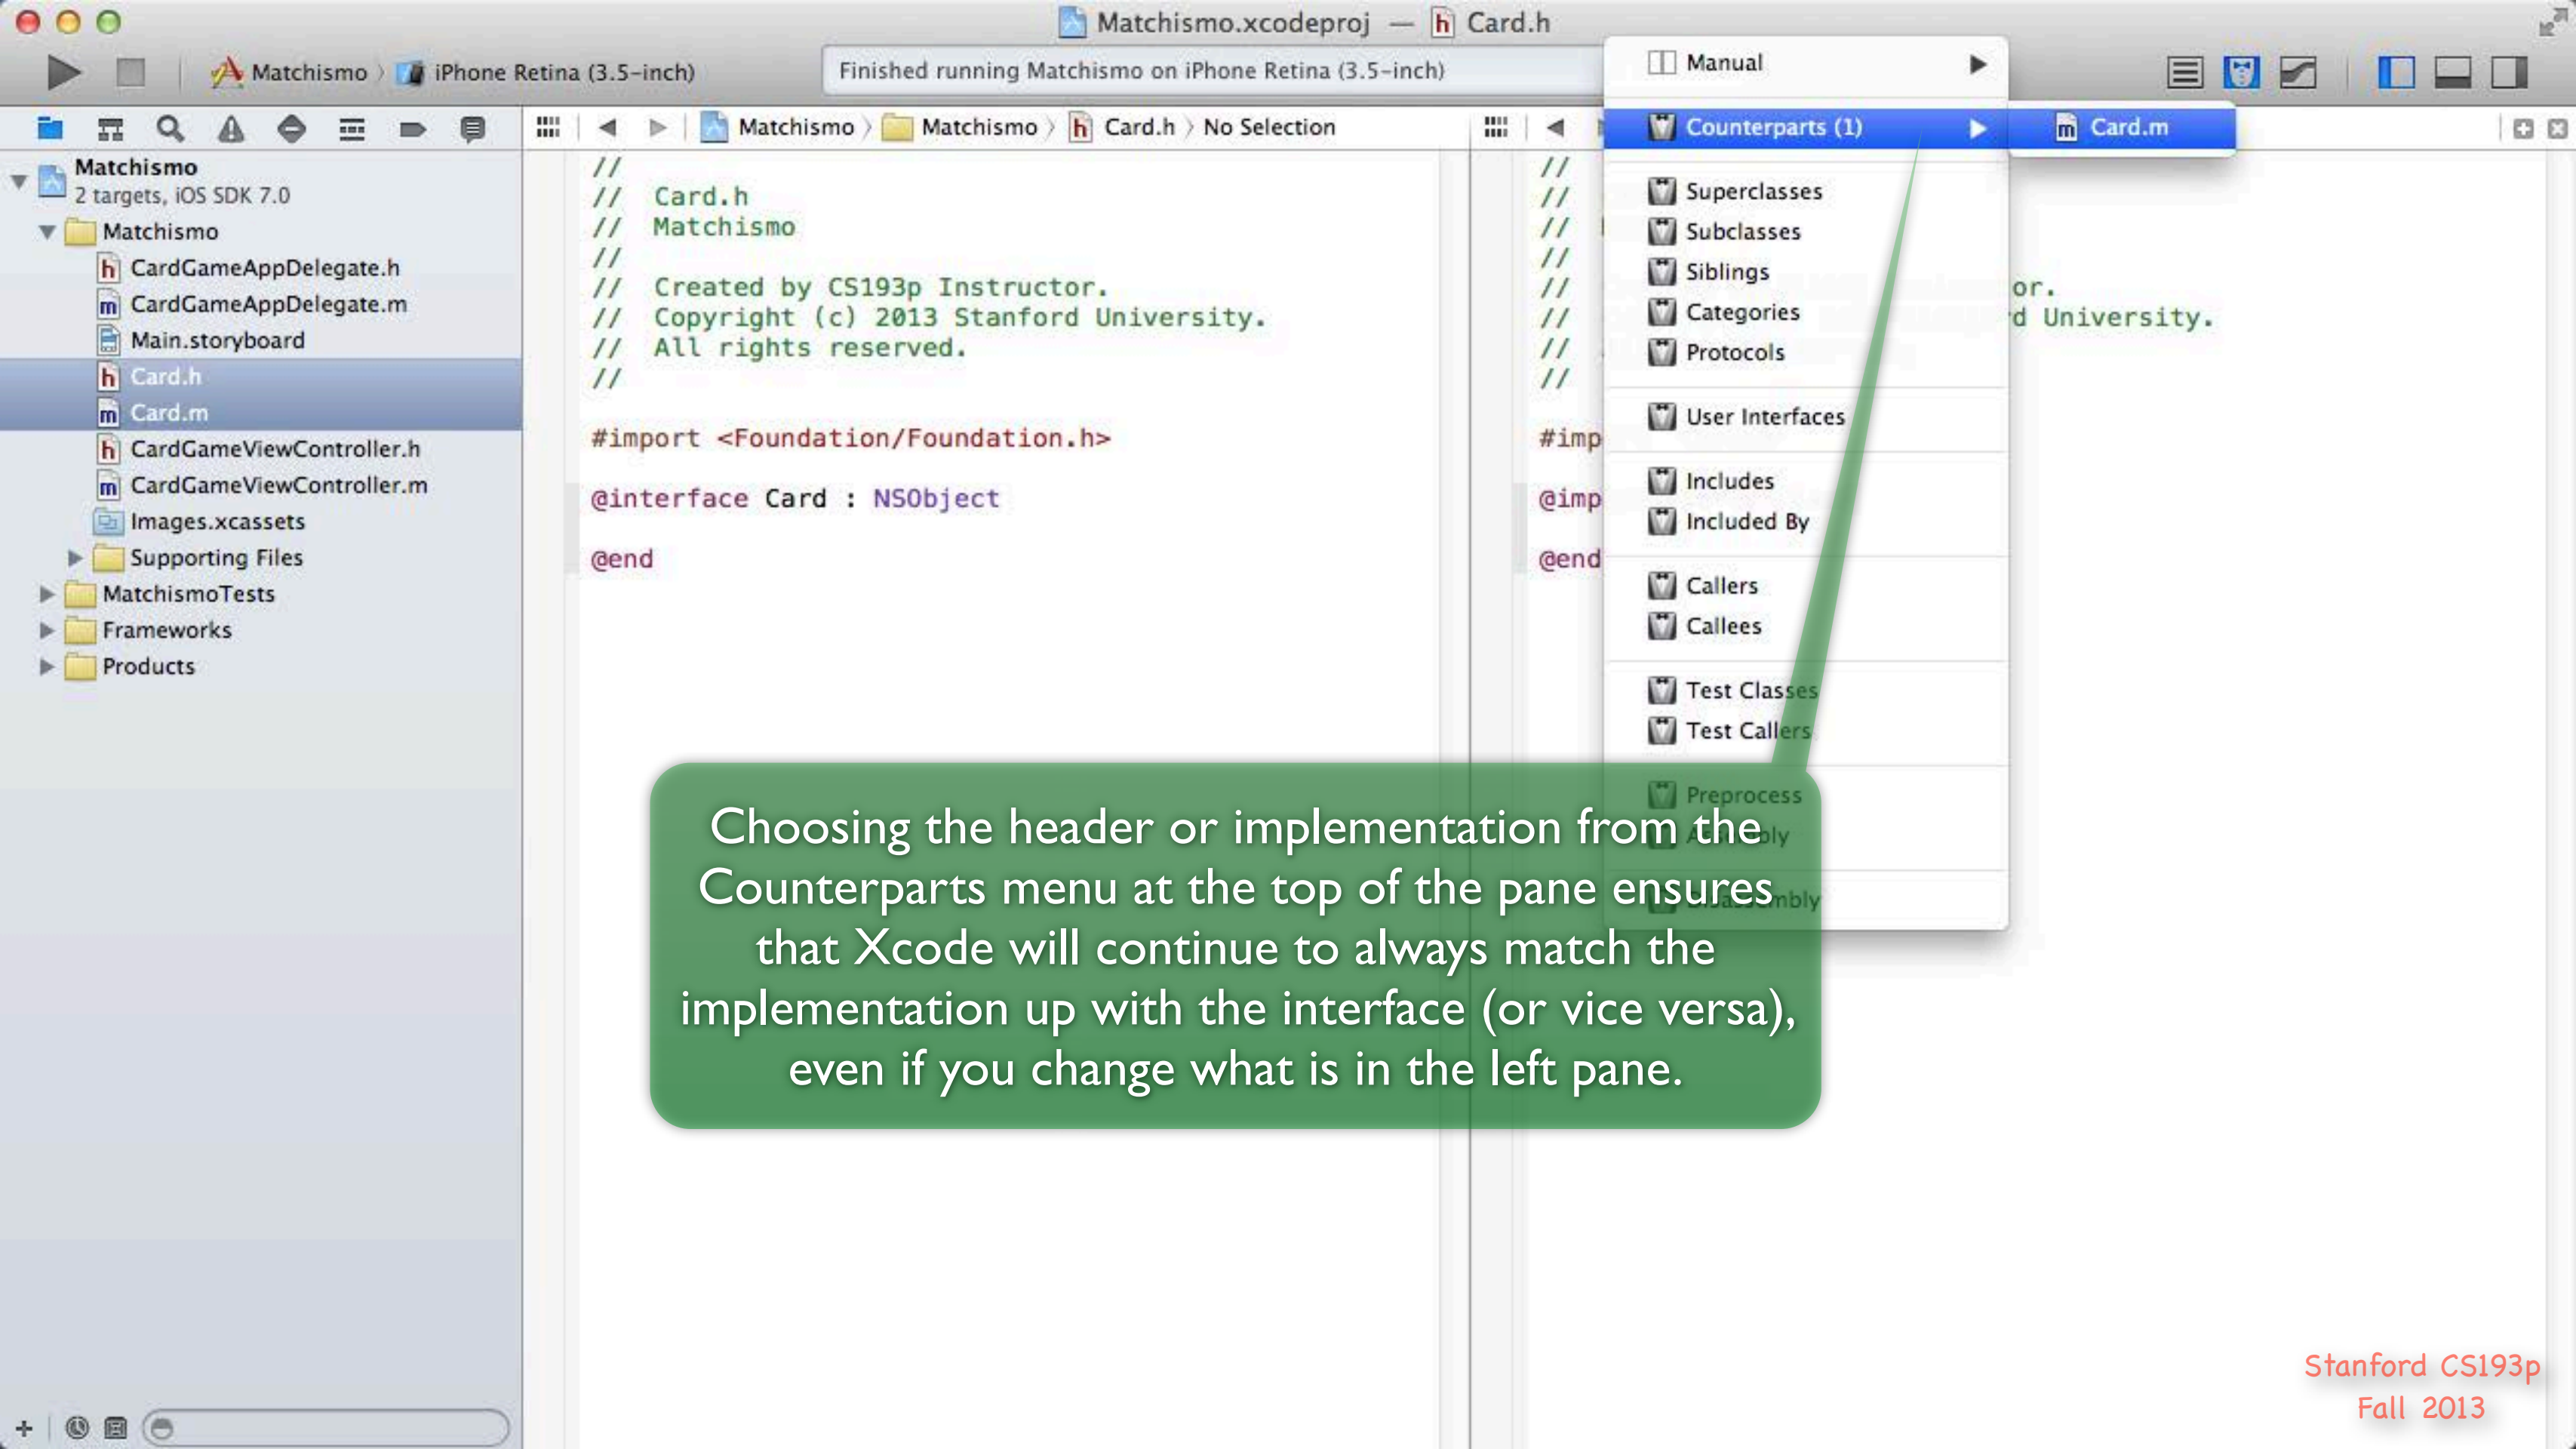 Matchismo.xcodeproj — h Card.h
Matchismo 〉 iPhone Retina (3.5-inch)
Finished running Matchismo on iPhone Retina (3.5-inch)
Matchismo 〉 Matchismo 〉 h Card.h 〉 No Selection
Matchismo
2 targets, iOS SDK 7.0
Matchismo
h CardGameAppDelegate.h
m CardGameAppDelegate.m
Main.storyboard
h Card.h
m Card.m
h CardGameViewController.h
m CardGameViewController.m
Images.xcassets
Supporting Files
MatchismoTests
Frameworks
Products
//
// Card.h
// Matchismo
//
// Created by CS193p Instructor.
// Copyright (c) 2013 Stanford University.
// All rights reserved.
//
#import <Foundation/Foundation.h>
@interface Card : NSObject
@end
//
//
//
//
// or.
// d University.
//
//
#imp
@imp
@end
Manual
Counterparts (1)
m Card.m
Superclasses
Subclasses
Siblings
Categories
Protocols
User Interfaces
Includes
Included By
Callers
Callees
Test Classes
Test Callers
Preprocess
Assembly
Disassembly
Choosing the header or implementation from the
Counterparts menu at the top of the pane ensures
that Xcode will continue to always match the
implementation up with the interface (or vice versa),
even if you change what is in the left pane.
Stanford CS193p
Fall 2013